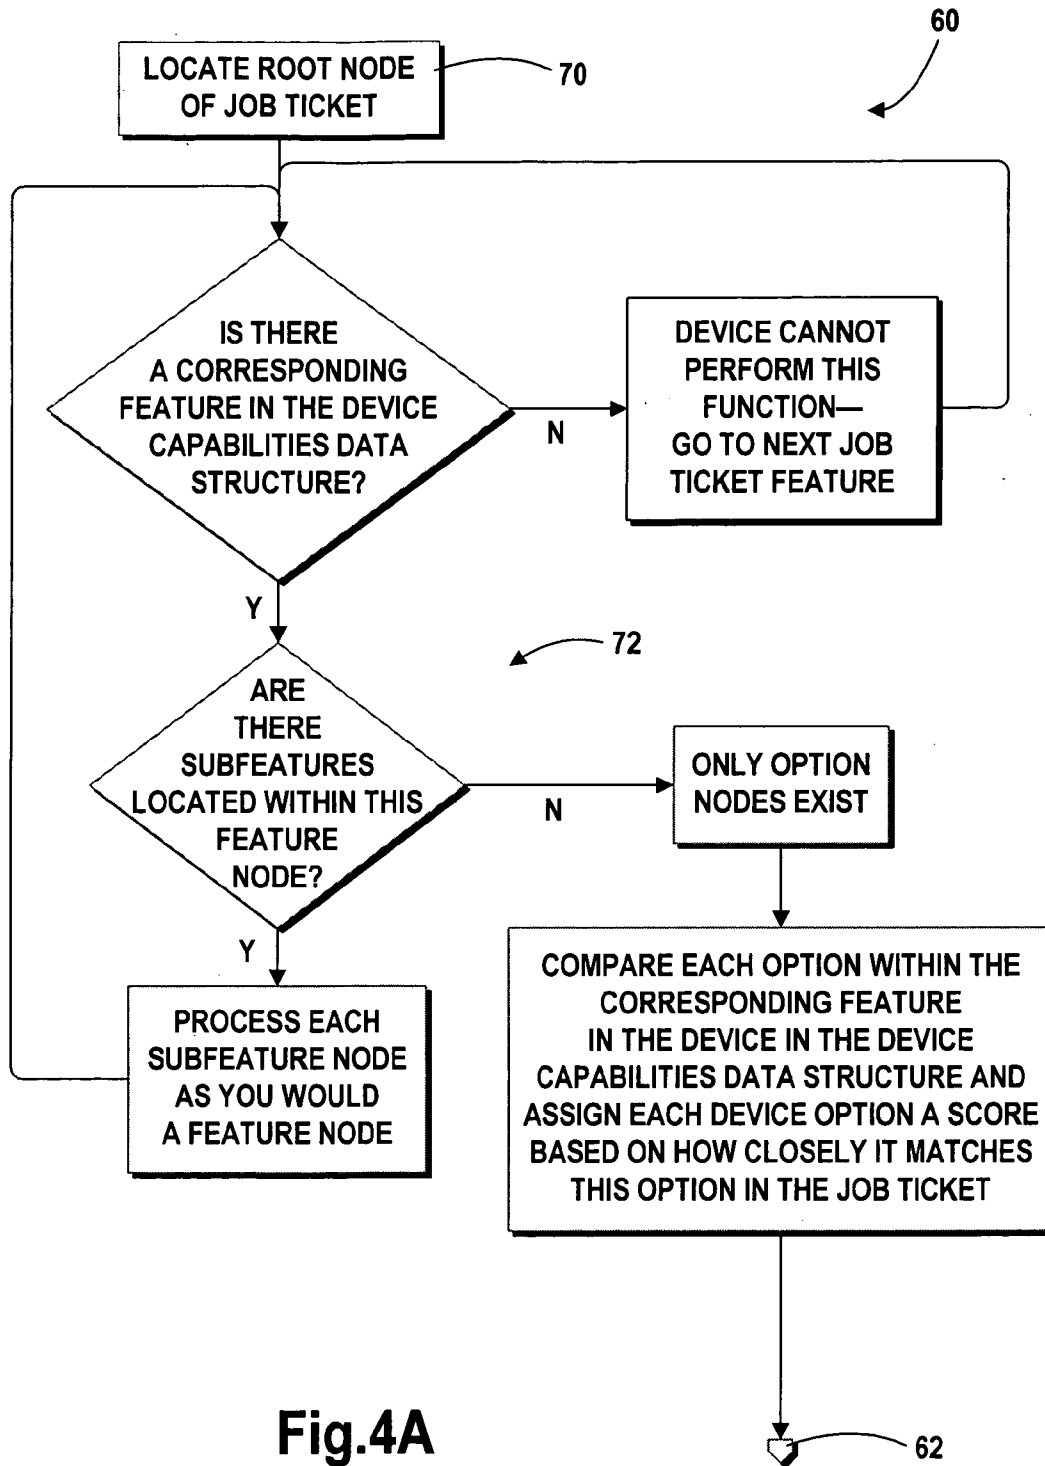 60
LOCATE ROOT NODE
OF JOB TICKET
70
IS THERE
A CORRESPONDING
FEATURE IN THE DEVICE
CAPABILITIES DATA
STRUCTURE?
N
DEVICE CANNOT
PERFORM THIS
FUNCTION—
GO TO NEXT JOB
TICKET FEATURE
Y
72
ARE
THERE
SUBFEATURES
LOCATED WITHIN THIS
FEATURE
NODE?
N
ONLY OPTION
NODES EXIST
Y
PROCESS EACH
SUBFEATURE NODE
AS YOU WOULD
A FEATURE NODE
COMPARE EACH OPTION WITHIN THE
CORRESPONDING FEATURE
IN THE DEVICE IN THE DEVICE
CAPABILITIES DATA STRUCTURE AND
ASSIGN EACH DEVICE OPTION A SCORE
BASED ON HOW CLOSELY IT MATCHES
THIS OPTION IN THE JOB TICKET
Fig.4A
62